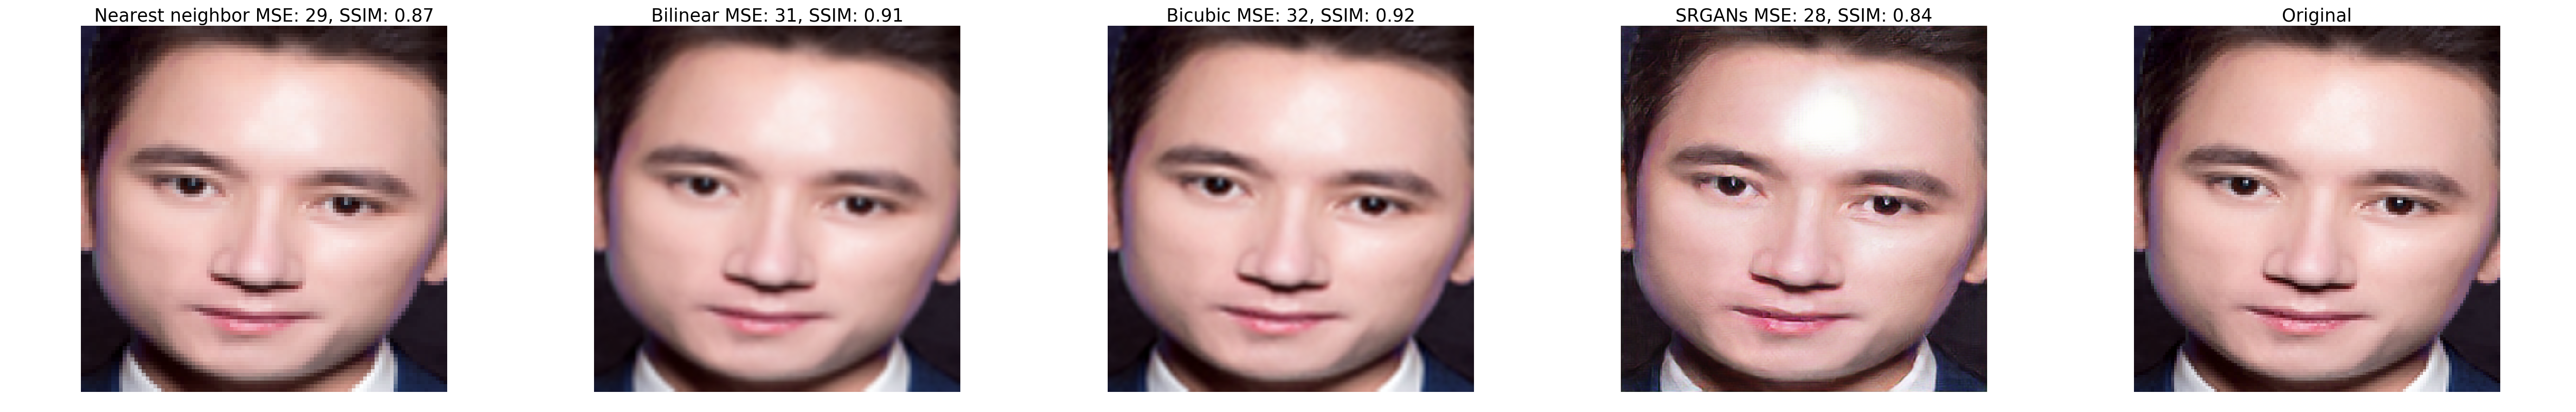 Nearest neighbor MSE: 29, SSIM: 0.87
Bilinear MSE: 31, SSIM: 0.91
Bicubic MSE: 32, SSIM: 0.92
SRGANs MSE: 28, SSIM: 0.84
Original